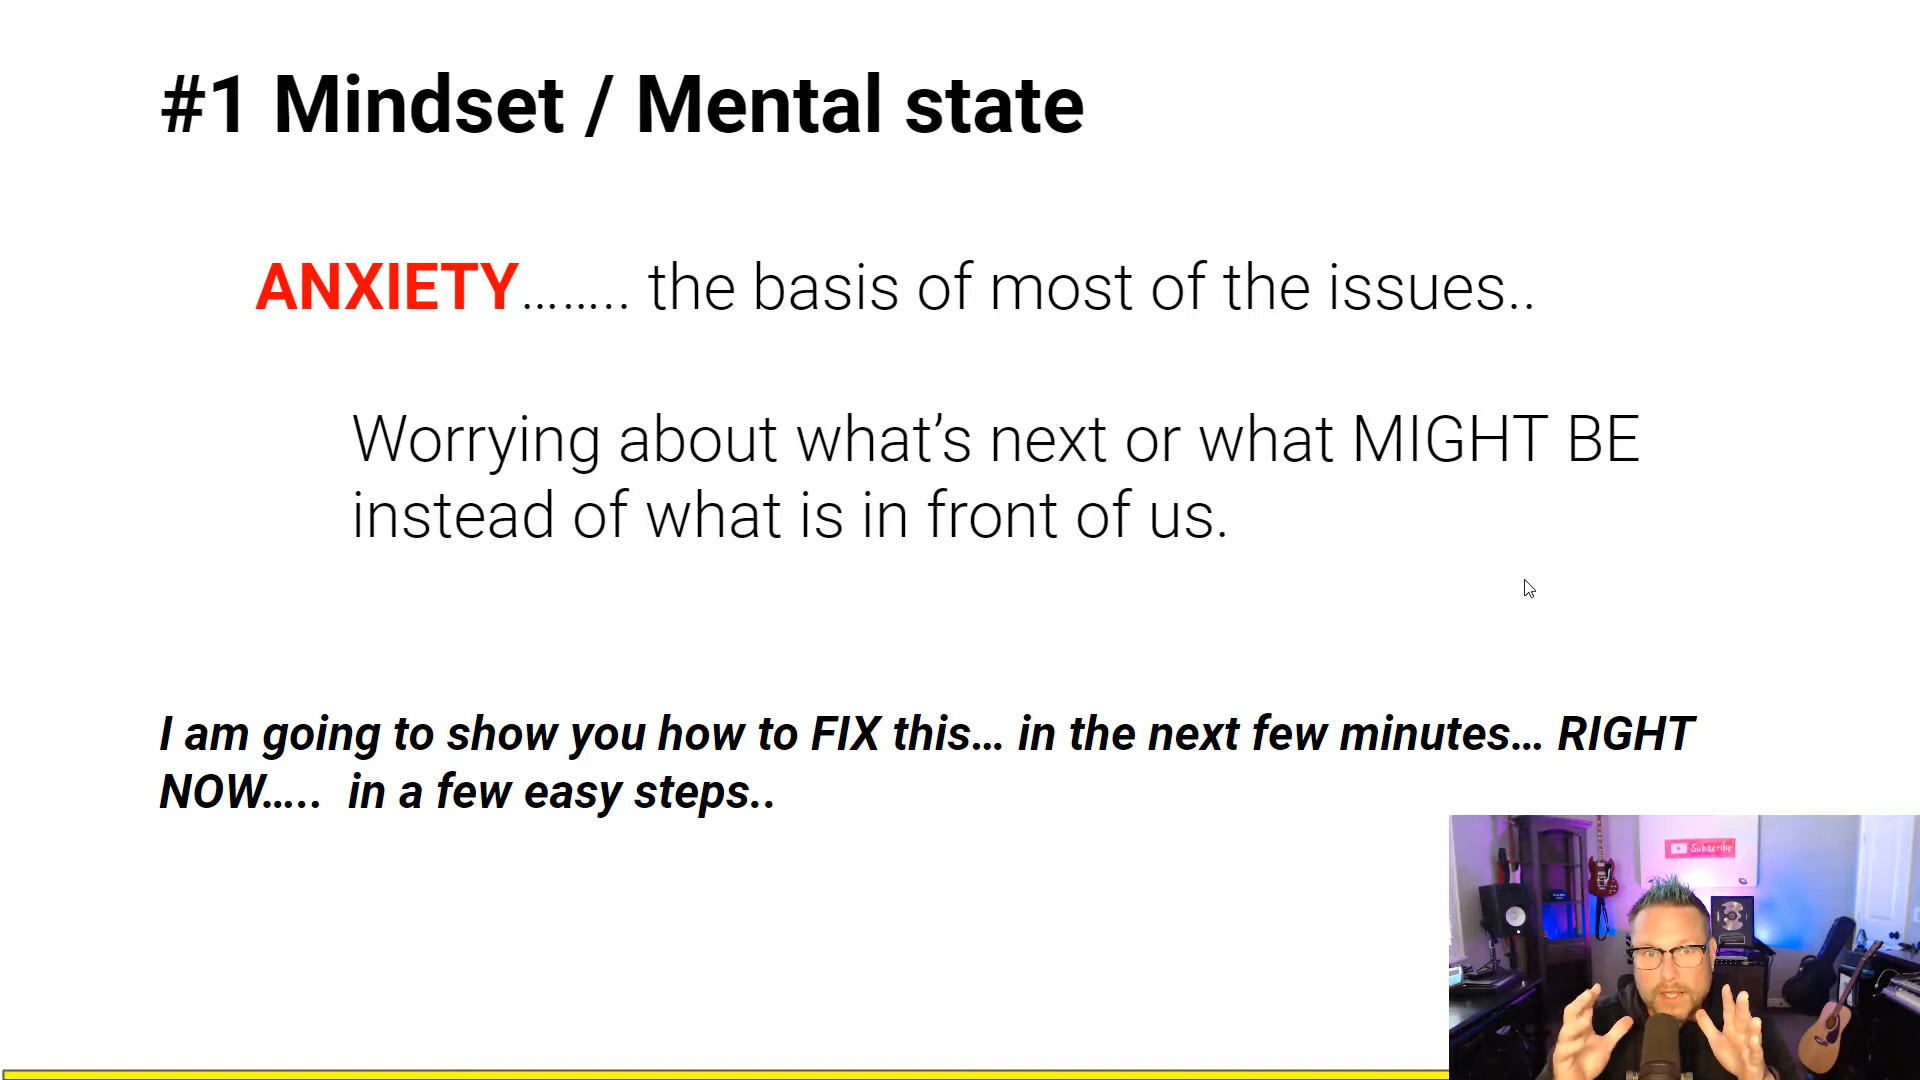 #1 Mindset / Mental state
ANXIETY…….. the basis of most of the issues..
Worrying about what’s next or what MIGHT BE
instead of what is in front of us.
I am going to show you how to FIX this… in the next few minutes… RIGHT
NOW….. in a few easy steps..
Subscribe